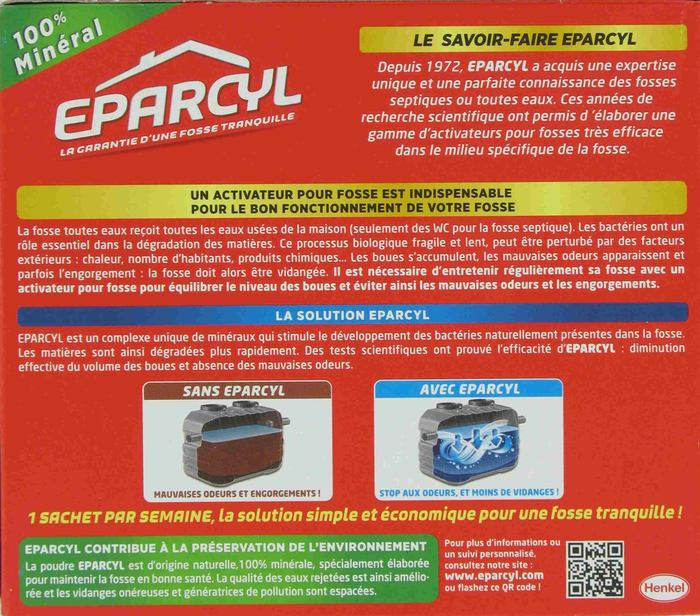 100%
Minéral
EPARCYL
LA GARANTIE D'UNE FOSSE TRANQUILLE
LE SAVOIR-FAIRE EPARCYL
Depuis 1972, EPARCYL a acquis une expertise
unique et une parfaite connaissance des fosses
septiques ou toutes eaux. Ces années de
recherche scientifique ont permis d'élaborer une
gamme d'activateurs pour fosses très efficace
dans le milieu spécifique de la fosse.
UN ACTIVATEUR POUR FOSSE EST INDISPENSABLE
POUR LE BON FONCTIONNEMENT DE VOTRE FOSSE
La fosse toutes eaux reçoit toutes les eaux usées de la maison (seulement des WC pour la fosse septique). Les bactéries ont un
rôle essentiel dans la dégradation des matières. Ce processus biologique fragile et lent, peut être perturbé par des facteurs
extérieurs : chaleur, nombre d'habitants, produits chimiques... Les boues s'accumulent, les mauvaises odeurs apparaissent et
parfois l'engorgement : la fosse doit alors être vidangée. Il est nécessaire d'entretenir régulièrement sa fosse avec un
activateur pour fosse pour équilibrer le niveau des boues et éviter ainsi les mauvaises odeurs et les engorgements.
LA SOLUTION EPARCYL
EPARCYL est un complexe unique de minéraux qui stimule le développement des bactéries naturellement présentes dans la fosse.
Les matières sont ainsi dégradées plus rapidement. Des tests scientifiques ont prouvé l'efficacité d'EPARCYL : diminution
effective du volume des boues et absence des mauvaises odeurs.
SANS EPARCYL
MAUVAISES ODEURS ET ENGORGEMENTS !
AVEC EPARCYL
STOP AUX ODEURS, ET MOINS DE VIDANGES !
1 SACHET PAR SEMAINE, la solution simple et économique pour une fosse tranquille !
EPARCYL CONTRIBUE À LA PRÉSERVATION DE L'ENVIRONNEMENT
La poudre EPARCYL est d'origine naturelle,100% minérale, spécialement élaborée
pour maintenir la fosse en bonne santé. La qualité des eaux rejetées est ainsi amélio-
rée et les vidanges onéreuses et génératrices de pollution sont espacées.
Pour plus d'informations ou
un suivi personnalisé,
consultez notre site :
www.eparcyl.com
ou flashez ce QR code !
Henkel